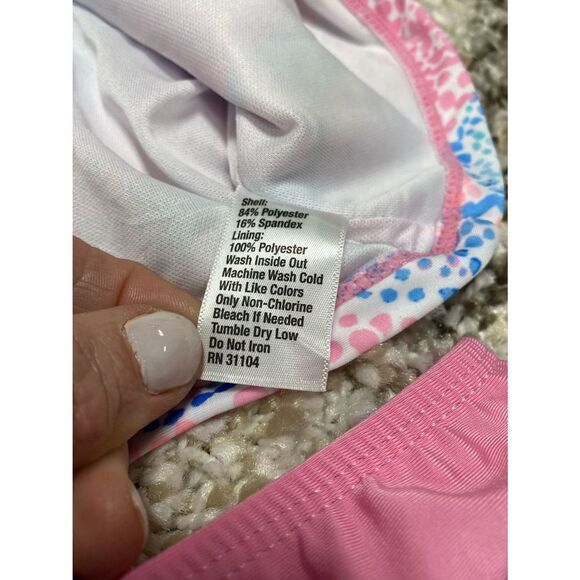 Shell:
84% Polyester
16% Spandex
Lining:
100% Polyester
Wash Inside Out
Machine Wash Cold
With Like Colors
Only Non-Chlorine
Bleach If Needed
Tumble Dry Low
Do Not Iron
RN 31104